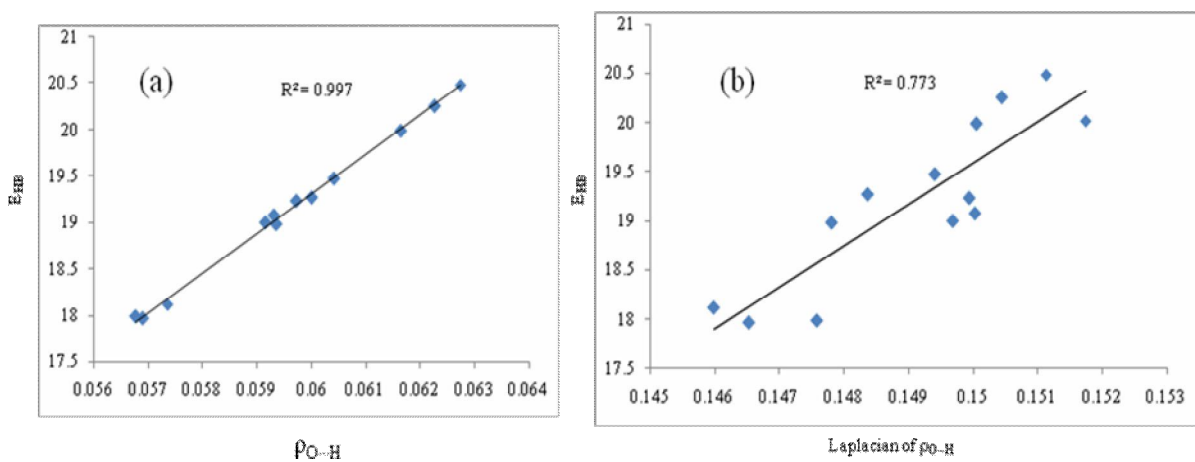 (a)
R² = 0.997
21
20.5
20
19.5
19
18.5
18
17.5
E_HB
0.056 0.057 0.058 0.059 0.06 0.061 0.062 0.063 0.064
ρ_O---H
(b)
R² = 0.773
21
20.5
20
19.5
19
18.5
18
17.5
E_HB
0.145 0.146 0.147 0.148 0.149 0.15 0.151 0.152 0.153
Laplacian of ρ_O---H